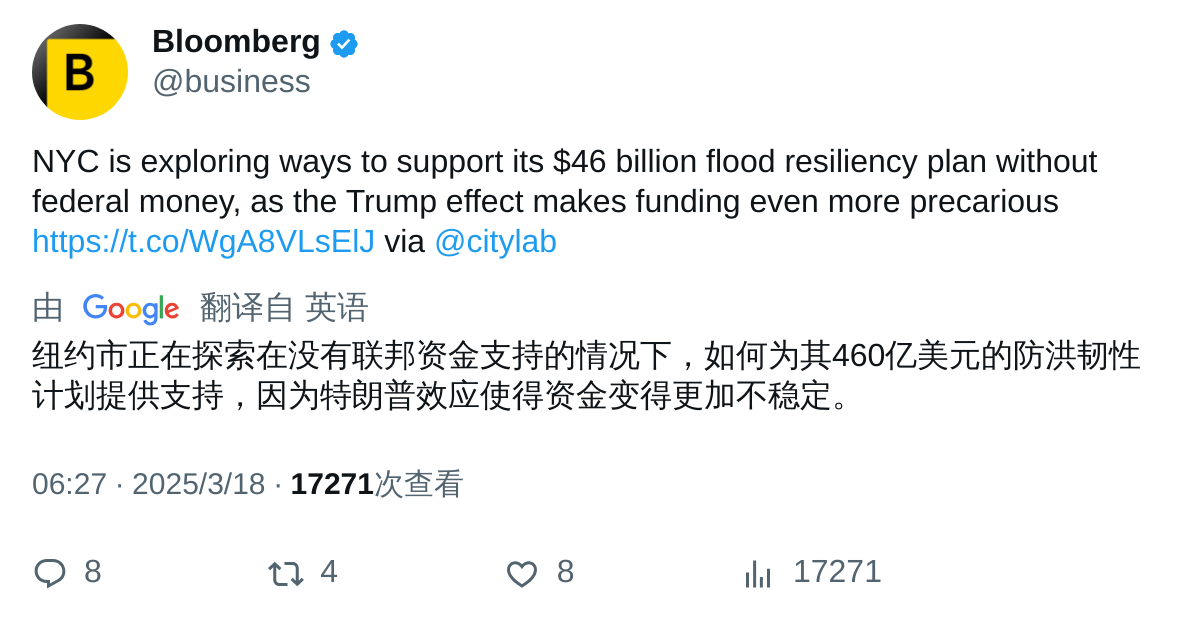 B
Bloomberg
@business
NYC is exploring ways to support its $46 billion flood resiliency plan without
federal money, as the Trump effect makes funding even more precarious
https://t.co/WgA8VLsElJ via @citylab
由 Google 翻译自 英语
纽约市正在探索在没有联邦资金支持的情况下，如何为其460亿美元的防洪韧性
计划提供支持，因为特朗普效应使得资金变得更加不稳定。
06:27 · 2025/3/18 · 17271次查看
8 4 8 17271